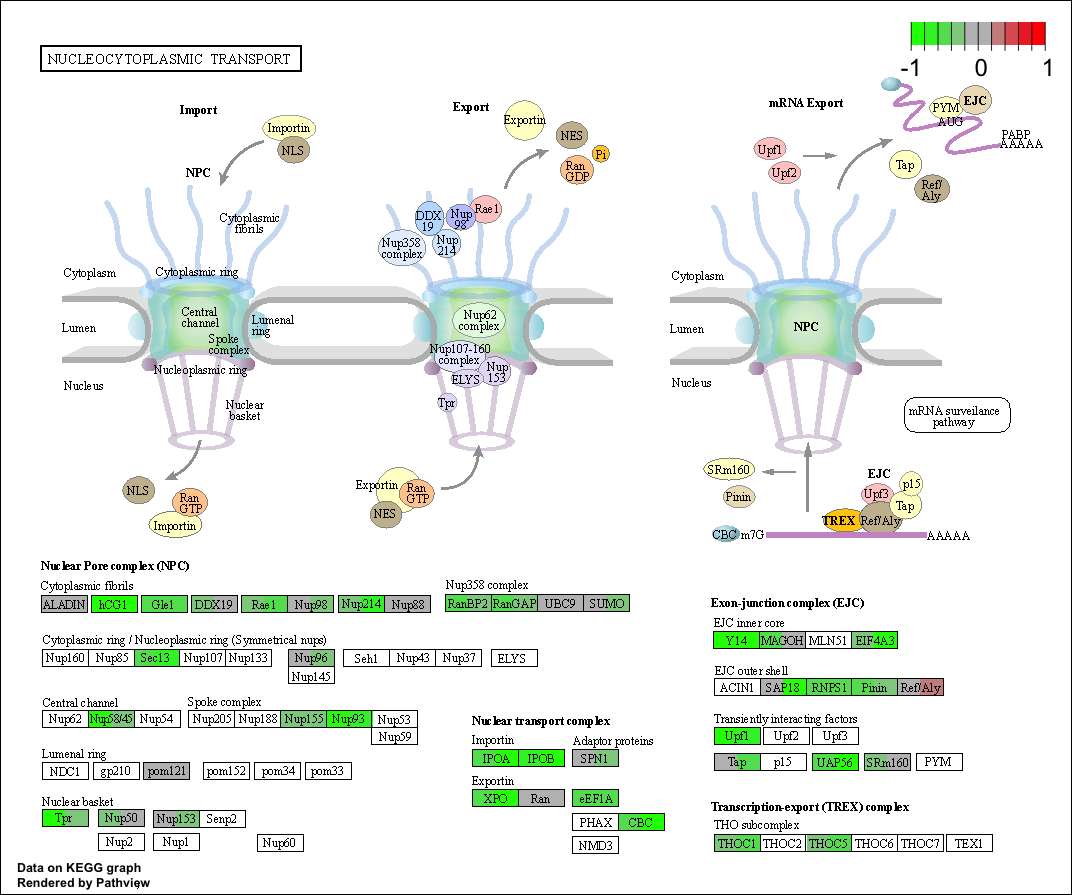 NUCLEOCYTOPLASMIC TRANSPORT
-1 0 1
Import
Export
mRNA Export
Importin
NLS
NPC
Cytoplasmic
fibrils
Cytoplasm
Cytoplasmic ring
Central
channel
Lumenal
ring
Lumen
Spoke
complex
Nucleoplasmic ring
Nucleus
Nuclear
basket
NLS
Ran
GTP
Importin
Exportin
NES
Pi
Ran
GDP
DDX
19
Nup
98
Rae1
Nup358
complex
Nup
214
Nup62
complex
Nup107-160
complex
Nup
153
ELYS
Tpr
Exportin
Ran
GTP
NES
PYM
EJC
AUG
PABP
AAAAA
Upf1
Upf2
Tap
Ref/
Aly
Cytoplasm
Lumen
NPC
Nucleus
mRNA surveilance
pathway
SRm160
Pinin
EJC
p15
Upf3
Tap
TREX
Ref/Aly
CBC
m7G
AAAAA
Nuclear Pore complex (NPC)
Cytoplasmic fibrils
ALADIN hCG1 Gle1 DDX19 Rae1 Nup98 Nup214 Nup88
Nup358 complex
RanBP2 RanGAP UBC9 SUMO
Cytoplasmic ring / Nucleoplasmic ring (Symmetrical nups)
Nup160 Nup85 Sec13 Nup107 Nup133 Nup96 Seh1 Nup43 Nup37 ELYS
Nup145
Central channel
Nup62 Nup58/45 Nup54
Spoke complex
Nup205 Nup188 Nup155 Nup93 Nup53
Nup59
Lumenal ring
NDC1 gp210 pom121 pom152 pom34 pom33
Nuclear basket
Tpr Nup50 Nup153 Senp2
Nup2 Nup1 Nup60
Nuclear transport complex
Importin
IPOA IPOB
Adaptor proteins
SPN1
Exportin
XPO Ran eEF1A
PHAX CBC
NMD3
Exon-junction complex (EJC)
EJC inner core
Y14 MAGOH MLN51 EIF4A3
EJC outer shell
ACIN1 SAP18 RNPS1 Pinin Ref/Aly
Transiently interacting factors
Upf1 Upf2 Upf3
Tap p15 UAP56 SRm160 PYM
Transcription-export (TREX) complex
THO subcomplex
THOC1 THOC2 THOC5 THOC6 THOC7 TEX1
Data on KEGG graph
Rendered by Pathview